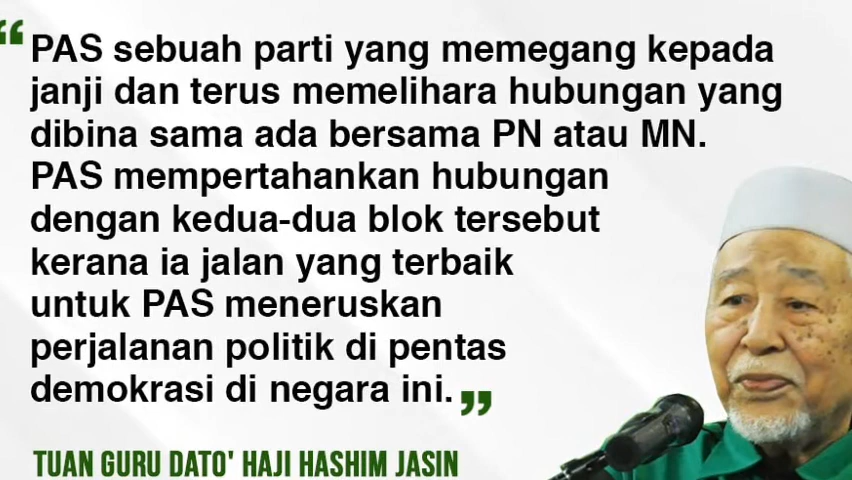 “PAS sebuah parti yang memegang kepada
janji dan terus memelihara hubungan yang
dibina sama ada bersama PN atau MN.
PAS mempertahankan hubungan
dengan kedua-dua blok tersebut
kerana ia jalan yang terbaik
untuk PAS meneruskan
perjalanan politik di pentas
demokrasi di negara ini.”
TUAN GURU DATO' HAJI HASHIM JASIN